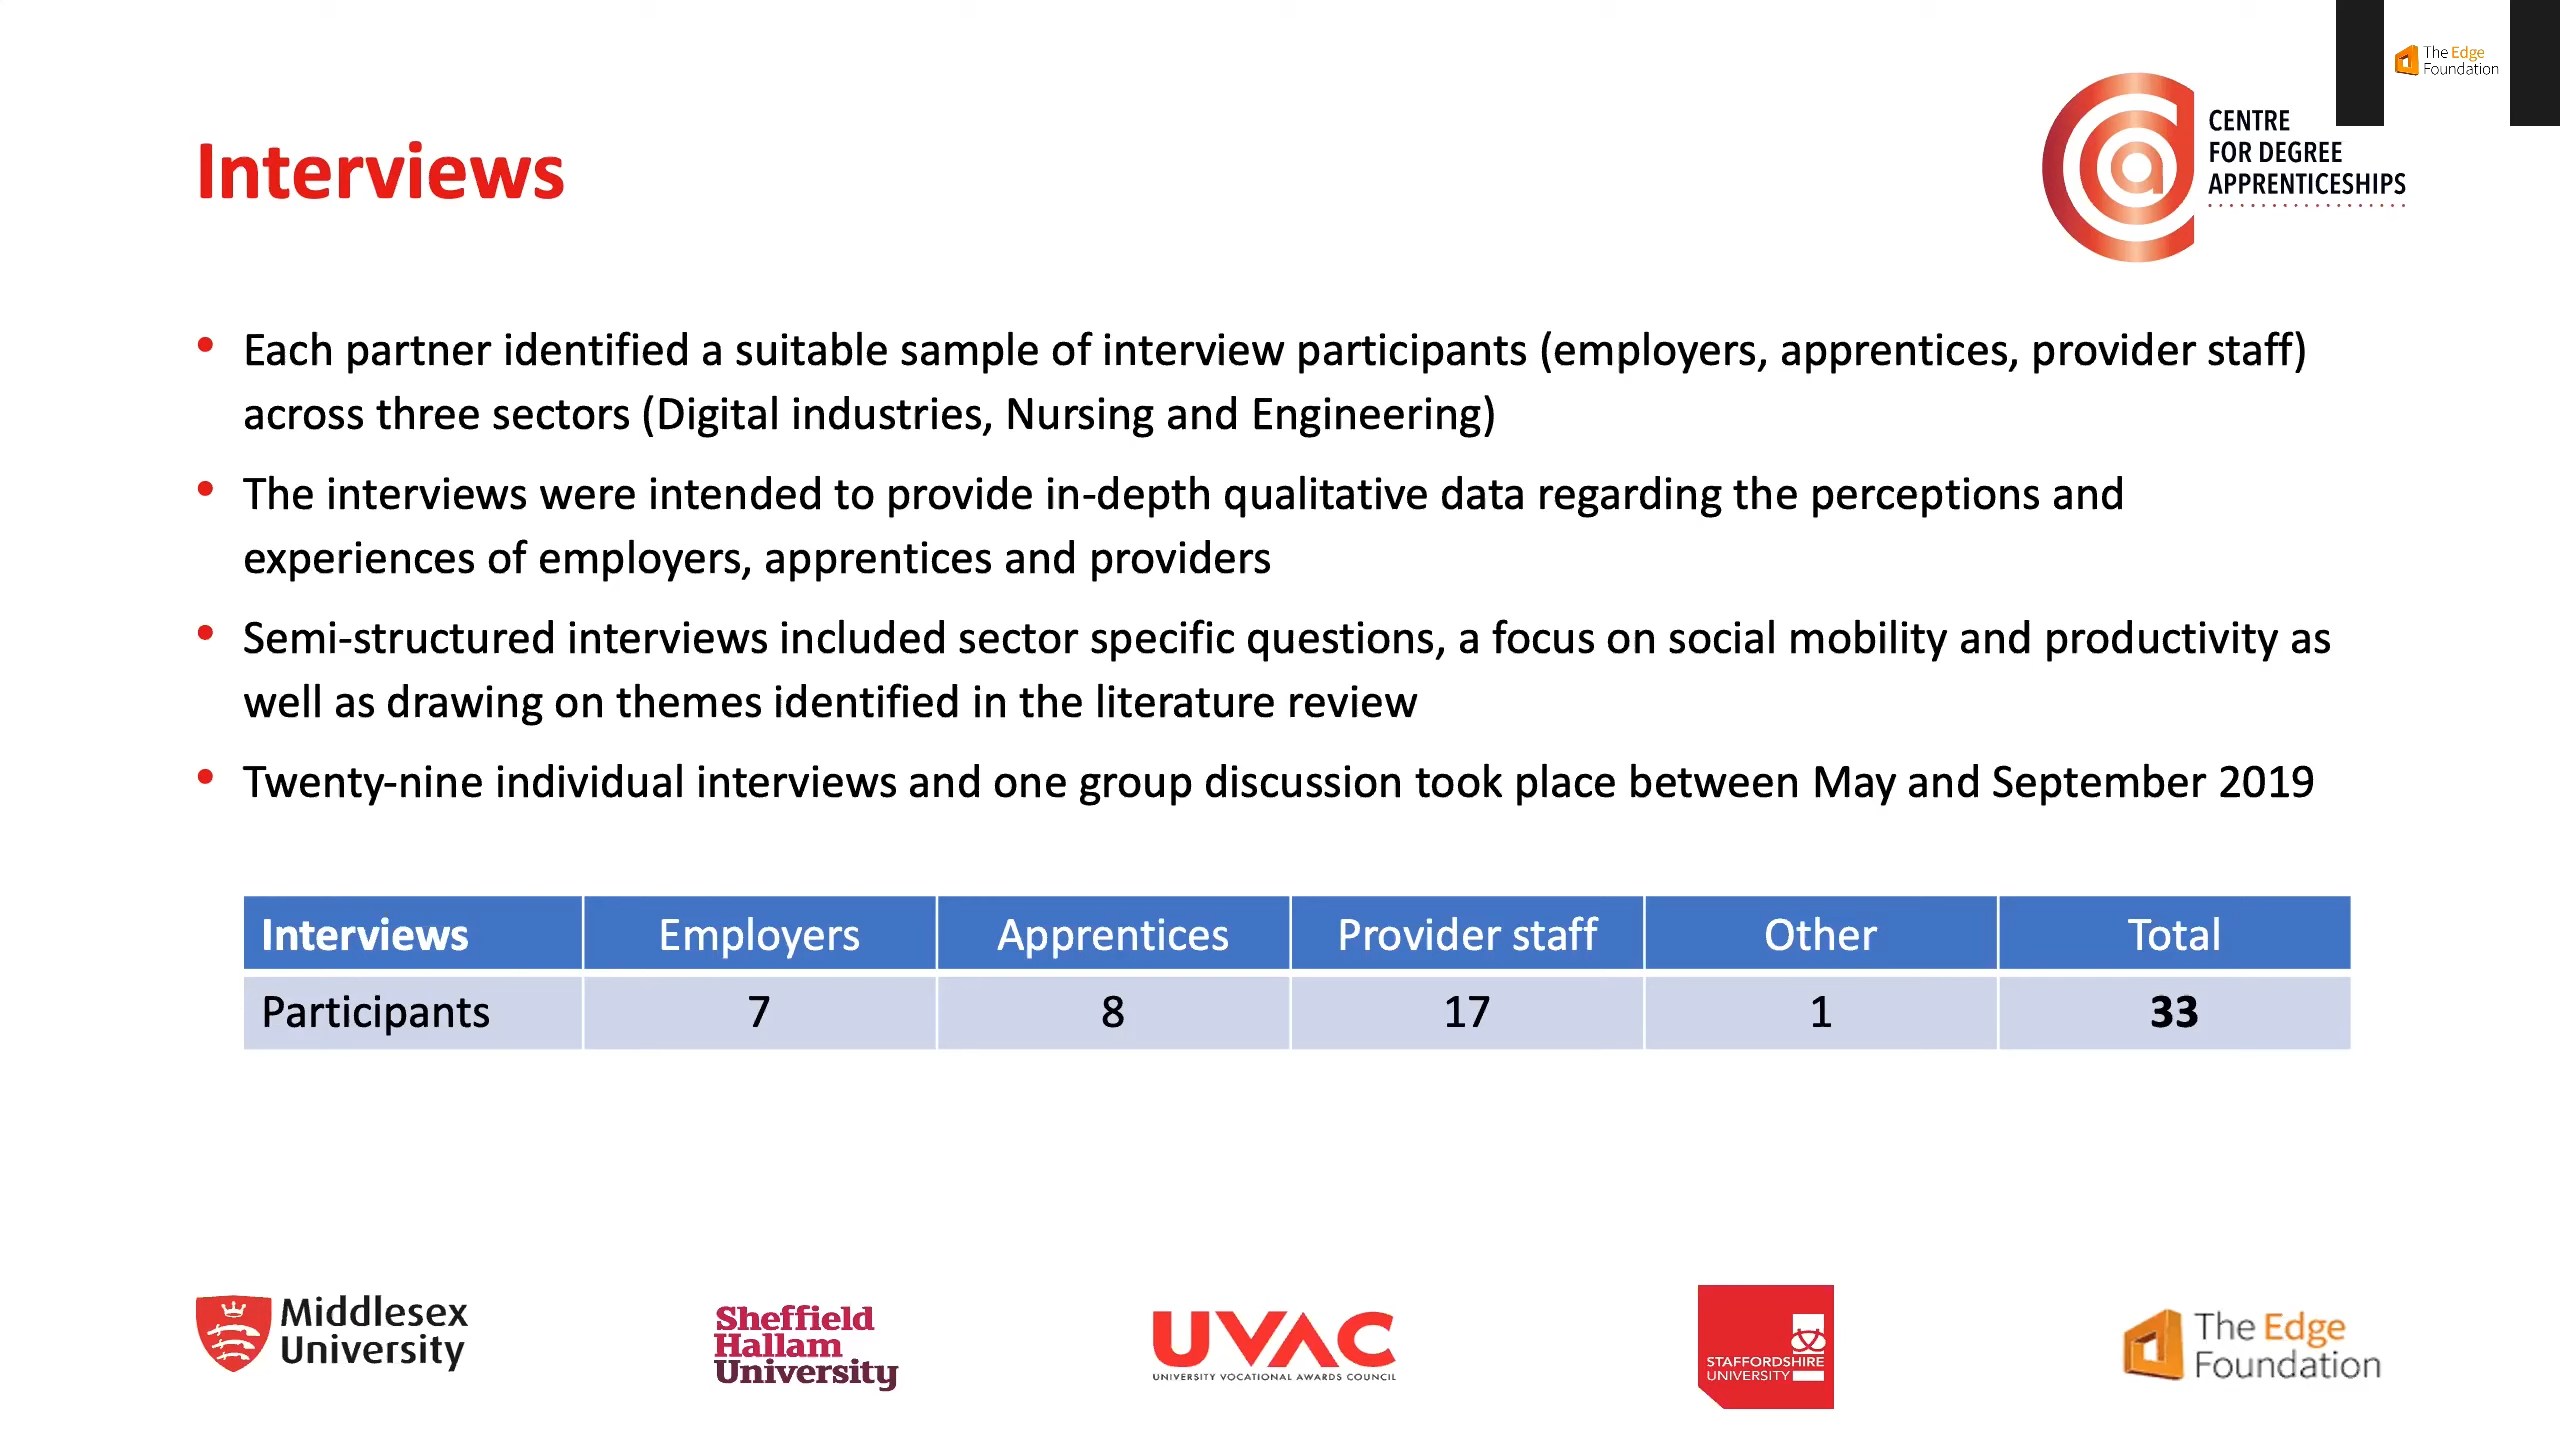 The Edge
Foundation
CENTRE
FOR DEGREE
APPRENTICESHIPS
Interviews
• Each partner identified a suitable sample of interview participants (employers, apprentices, provider staff)
across three sectors (Digital industries, Nursing and Engineering)
• The interviews were intended to provide in-depth qualitative data regarding the perceptions and
experiences of employers, apprentices and providers
• Semi-structured interviews included sector specific questions, a focus on social mobility and productivity as
well as drawing on themes identified in the literature review
• Twenty-nine individual interviews and one group discussion took place between May and September 2019
Interviews Employers Apprentices Provider staff Other Total
Participants 7 8 17 1 33
Middlesex
University
Sheffield
Hallam
University
UVAC
UNIVERSITY VOCATIONAL AWARDS COUNCIL
STAFFORDSHIRE
UNIVERSITY
The Edge
Foundation